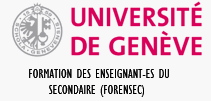 UNIVERSITÉ
DE GENÈVE
FORMATION DES ENSEIGNANT-ES DU
SECONDAIRE (FORENSEC)